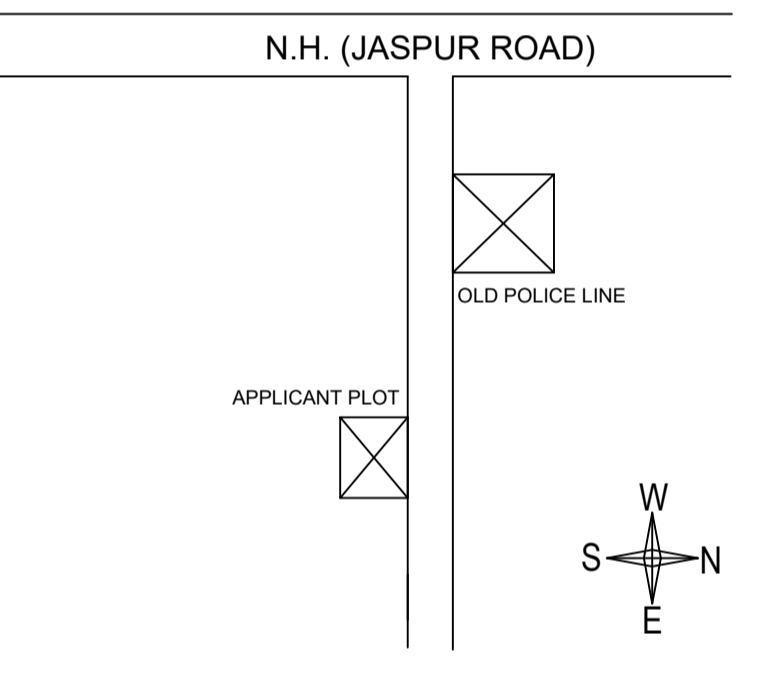 N.H. (JASPUR ROAD)
OLD POLICE LINE
APPLICANT PLOT
W
S N
E